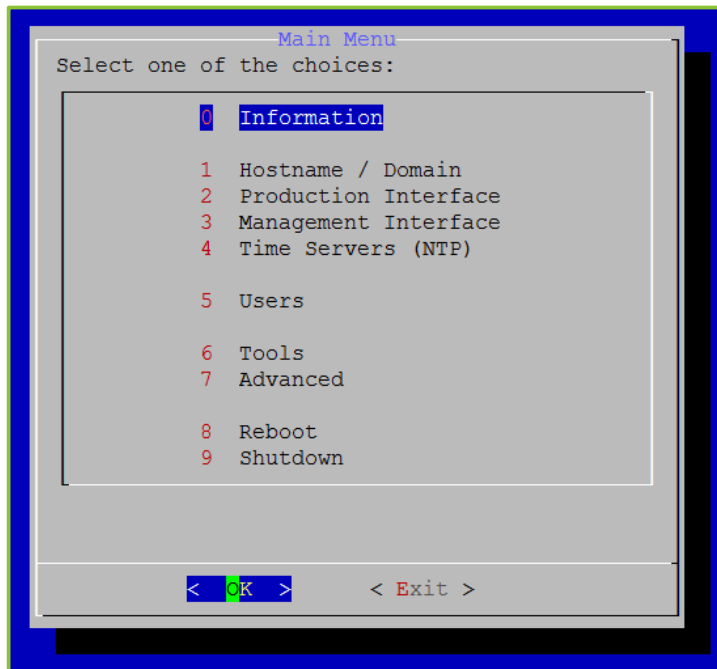 Main Menu
Select one of the choices:
0 Information
1 Hostname / Domain
2 Production Interface
3 Management Interface
4 Time Servers (NTP)
5 Users
6 Tools
7 Advanced
8 Reboot
9 Shutdown
< OK > < Exit >